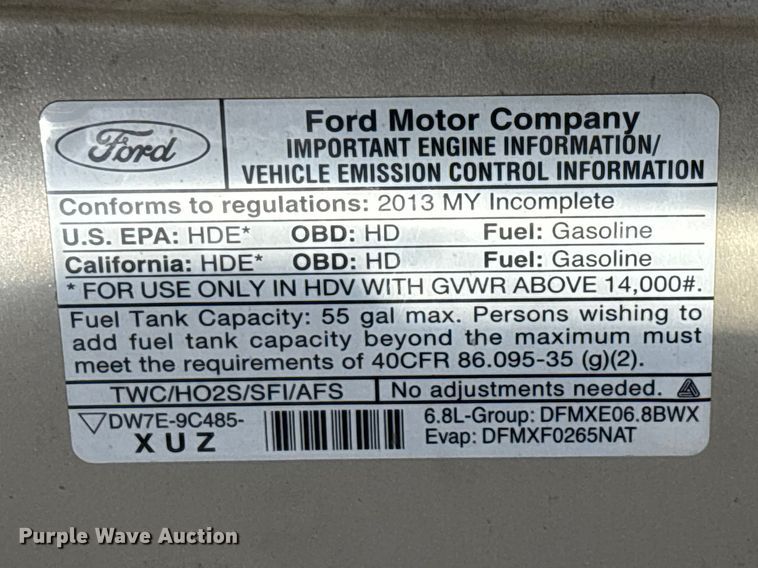 Ford
Ford Motor Company
IMPORTANT ENGINE INFORMATION/
VEHICLE EMISSION CONTROL INFORMATION
Conforms to regulations: 2013 MY Incomplete
U.S. EPA: HDE* OBD: HD Fuel: Gasoline
California: HDE* OBD: HD Fuel: Gasoline
* FOR USE ONLY IN HDV WITH GVWR ABOVE 14,000#.
Fuel Tank Capacity: 55 gal max. Persons wishing to
add fuel tank capacity beyond the maximum must
meet the requirements of 40CFR 86.095-35 (g)(2).
TWC/HO2S/SFI/AFS No adjustments needed.
DW7E-9C485-
X U Z
6.8L-Group: DFMXE06.8BWX
Evap: DFMXF0265NAT
Purple Wave Auction